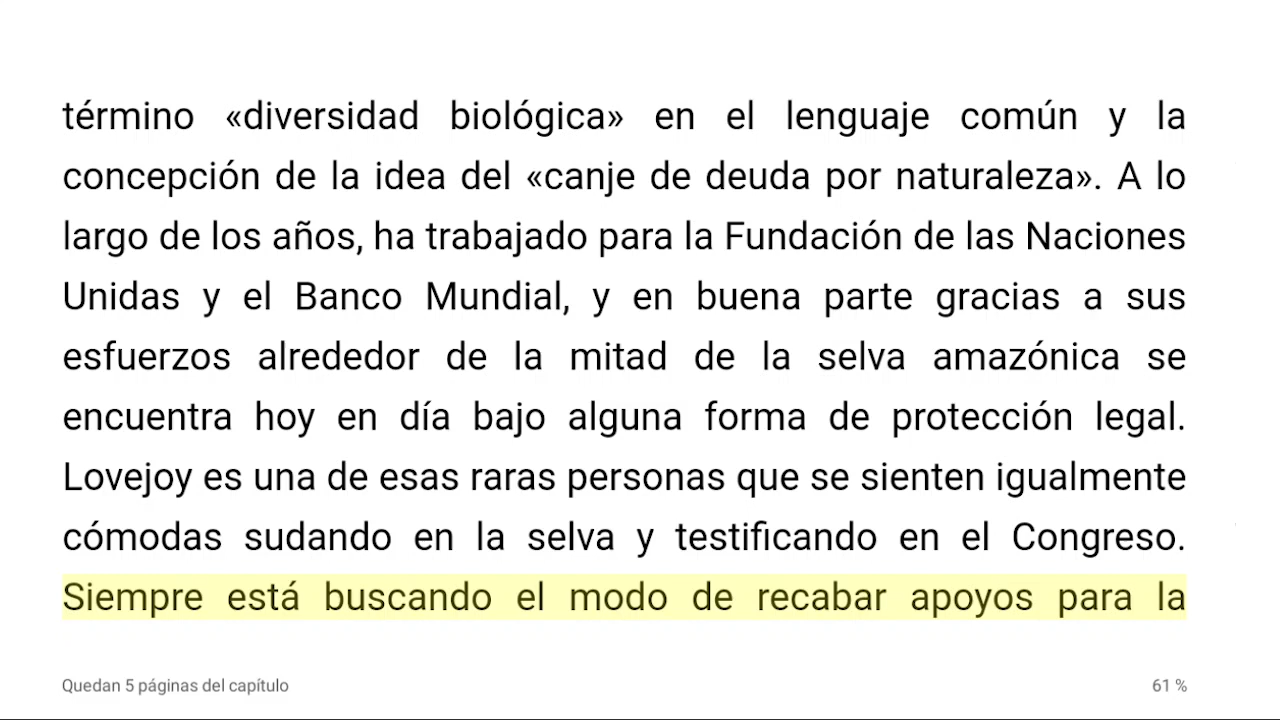 término «diversidad biológica» en el lenguaje común y la
concepción de la idea del «canje de deuda por naturaleza». A lo
largo de los años, ha trabajado para la Fundación de las Naciones
Unidas y el Banco Mundial, y en buena parte gracias a sus
esfuerzos alrededor de la mitad de la selva amazónica se
encuentra hoy en día bajo alguna forma de protección legal.
Lovejoy es una de esas raras personas que se sienten igualmente
cómodas sudando en la selva y testificando en el Congreso.
Siempre está buscando el modo de recabar apoyos para la
Quedan 5 páginas del capítulo
61 %